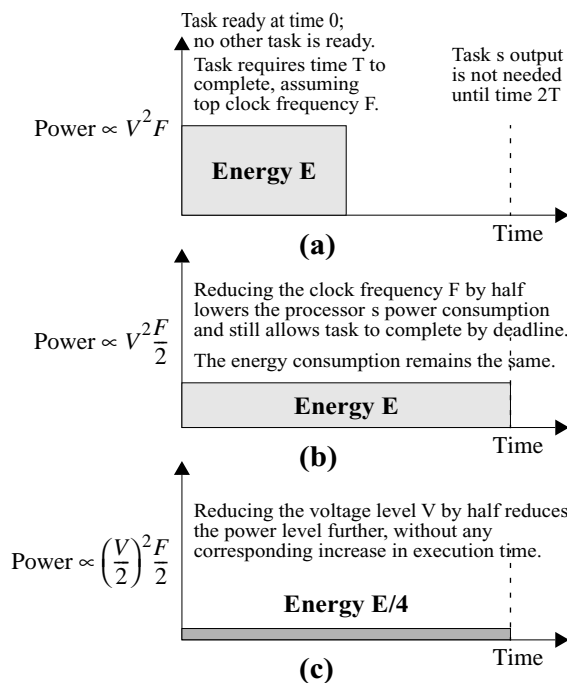 Task ready at time 0;
no other task is ready.
Task requires time T to
complete, assuming
top clock frequency F.
Task s output
is not needed
until time 2T
Power ∝ V²F
Energy E
(a)
Time
Reducing the clock frequency F by half
lowers the processor s power consumption
and still allows task to complete by deadline.
The energy consumption remains the same.
Power ∝ V² F/2
Energy E
(b)
Time
Reducing the voltage level V by half reduces
the power level further, without any
corresponding increase in execution time.
Power ∝ (V/2)² F/2
Energy E/4
(c)
Time